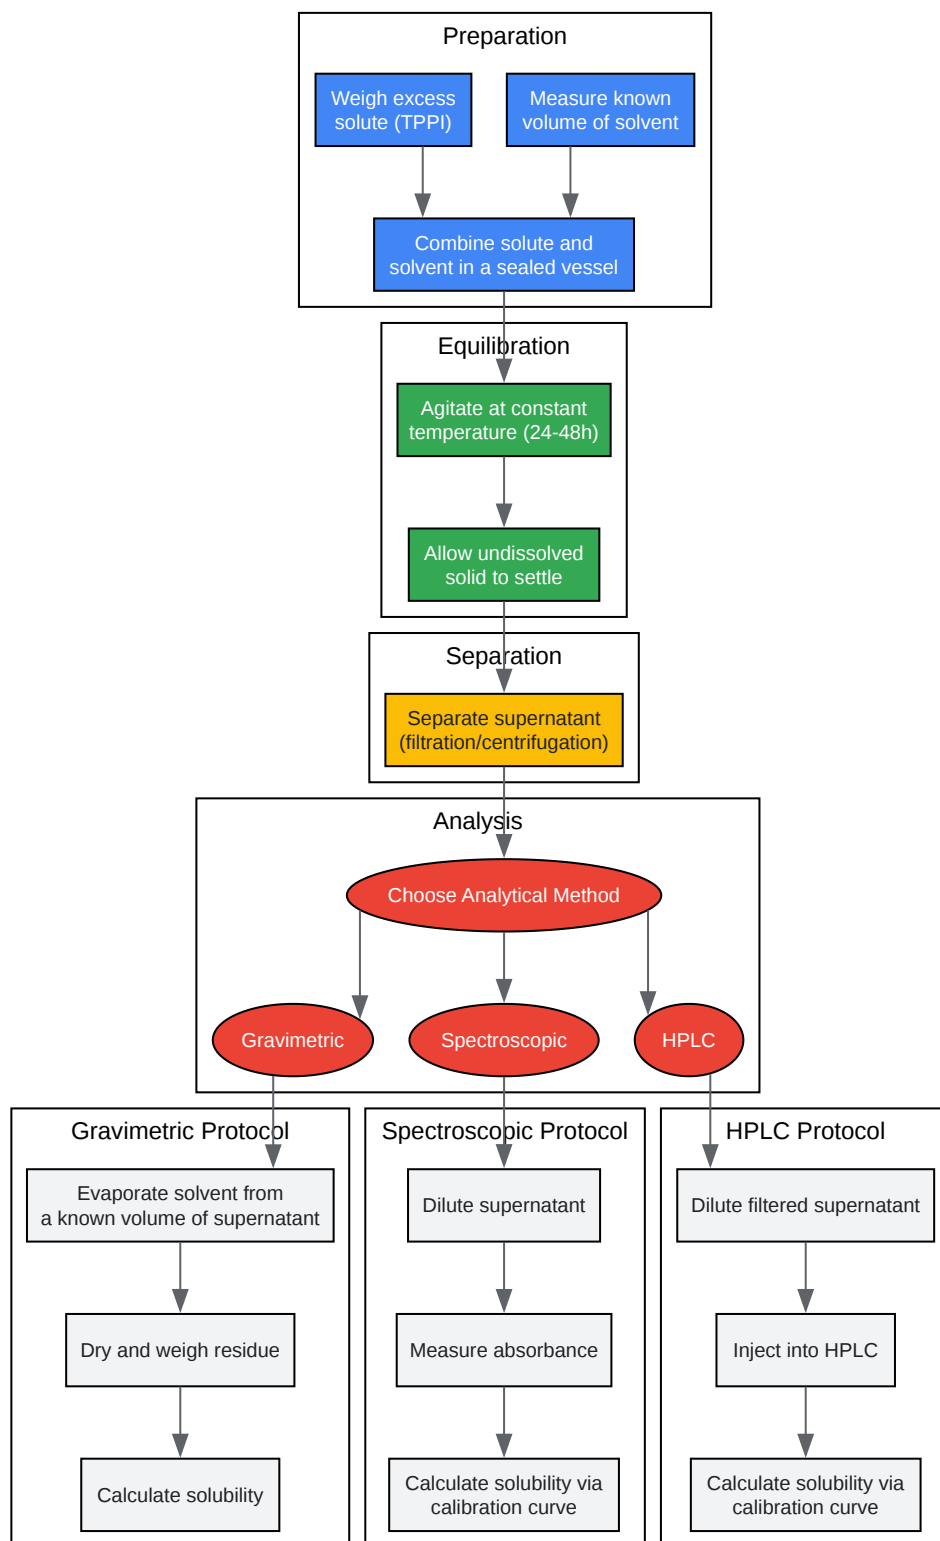 Preparation
Weigh excess
solute (TPPI)
Measure known
volume of solvent
Combine solute and
solvent in a sealed vessel
Equilibration
Agitate at constant
temperature (24-48h)
Allow undissolved
solid to settle
Separation
Separate supernatant
(filtration/centrifugation)
Analysis
Choose Analytical Method
Gravimetric
Spectroscopic
HPLC
Gravimetric Protocol
Evaporate solvent from
a known volume of supernatant
Dry and weigh residue
Calculate solubility
Spectroscopic Protocol
Dilute supernatant
Measure absorbance
Calculate solubility via
calibration curve
HPLC Protocol
Dilute filtered supernatant
Inject into HPLC
Calculate solubility via
calibration curve